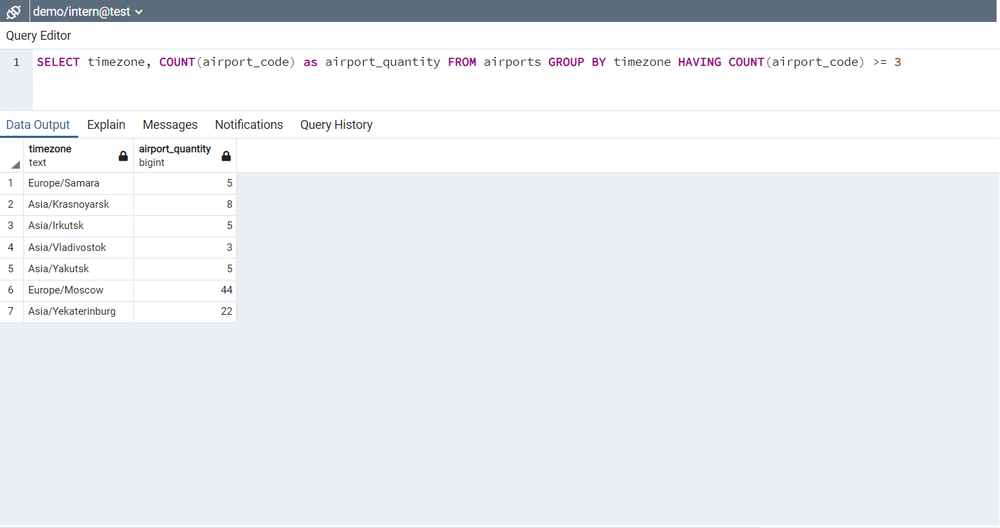 demo/intern@test
Query Editor
1 SELECT timezone, COUNT(airport_code) as airport_quantity FROM airports GROUP BY timezone HAVING COUNT(airport_code) >= 3
Data Output Explain Messages Notifications Query History
timezone airport_quantity
text bigint
1 Europe/Samara 5
2 Asia/Krasnoyarsk 8
3 Asia/Irkutsk 5
4 Asia/Vladivostok 3
5 Asia/Yakutsk 5
6 Europe/Moscow 44
7 Asia/Yekaterinburg 22